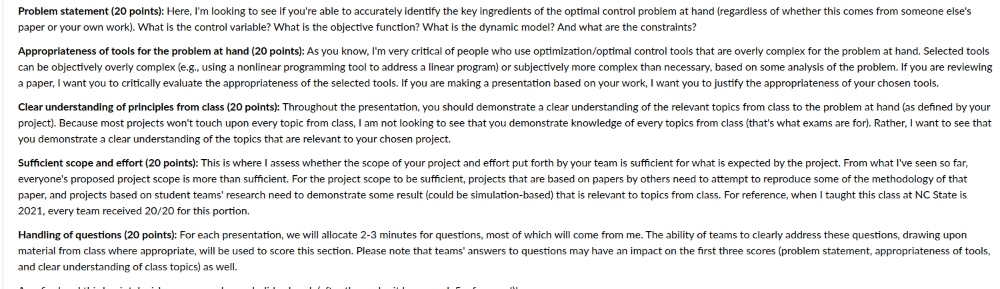 Problem statement (20 points): Here, I'm looking to see if you're able to accurately identify the key ingredients of the optimal control problem at hand (regardless of whether this comes from someone else's
paper or your own work). What is the control variable? What is the objective function? What is the dynamic model? And what are the constraints?
Appropriateness of tools for the problem at hand (20 points): As you know, I'm very critical of people who use optimization/optimal control tools that are overly complex for the problem at hand. Selected tools
can be objectively overly complex (e.g., using a nonlinear programming tool to address a linear program) or subjectively more complex than necessary, based on some analysis of the problem. If you are reviewing
a paper, I want you to critically evaluate the appropriateness of the selected tools. If you are making a presentation based on your work, I want you to justify the appropriateness of your chosen tools.
Clear understanding of principles from class (20 points): Throughout the presentation, you should demonstrate a clear understanding of the relevant topics from class to the problem at hand (as defined by your
project). Because most projects won't touch upon every topic from class, I am not looking to see that you demonstrate knowledge of every topics from class (that's what exams are for). Rather, I want to see that
you demonstrate a clear understanding of the topics that are relevant to your chosen project.
Sufficient scope and effort (20 points): This is where I assess whether the scope of your project and effort put forth by your team is sufficient for what is expected by the project. From what I've seen so far,
everyone's proposed project scope is more than sufficient. For the project scope to be sufficient, projects that are based on papers by others need to attempt to reproduce some of the methodology of that
paper, and projects based on student teams' research need to demonstrate some result (could be simulation-based) that is relevant to topics from class. For reference, when I taught this class at NC State is
2021, every team received 20/20 for this portion.
Handling of questions (20 points): For each presentation, we will allocate 2-3 minutes for questions, most of which will come from me. The ability of teams to clearly address these questions, drawing upon
material from class where appropriate, will be used to score this section. Please note that teams' answers to questions may have an impact on the first three scores (problem statement, appropriateness of tools,
and clear understanding of class topics) as well.